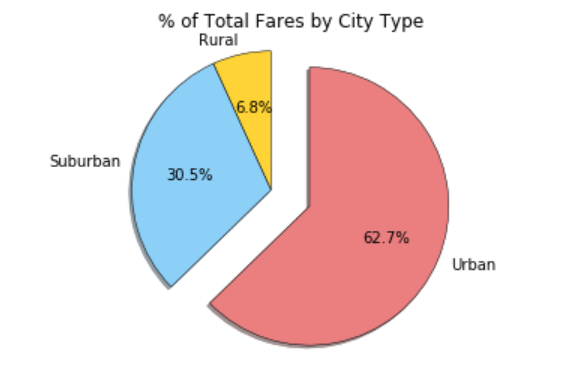 % of Total Fares by City Type
Rural
6.8%
Suburban
30.5%
62.7%
Urban